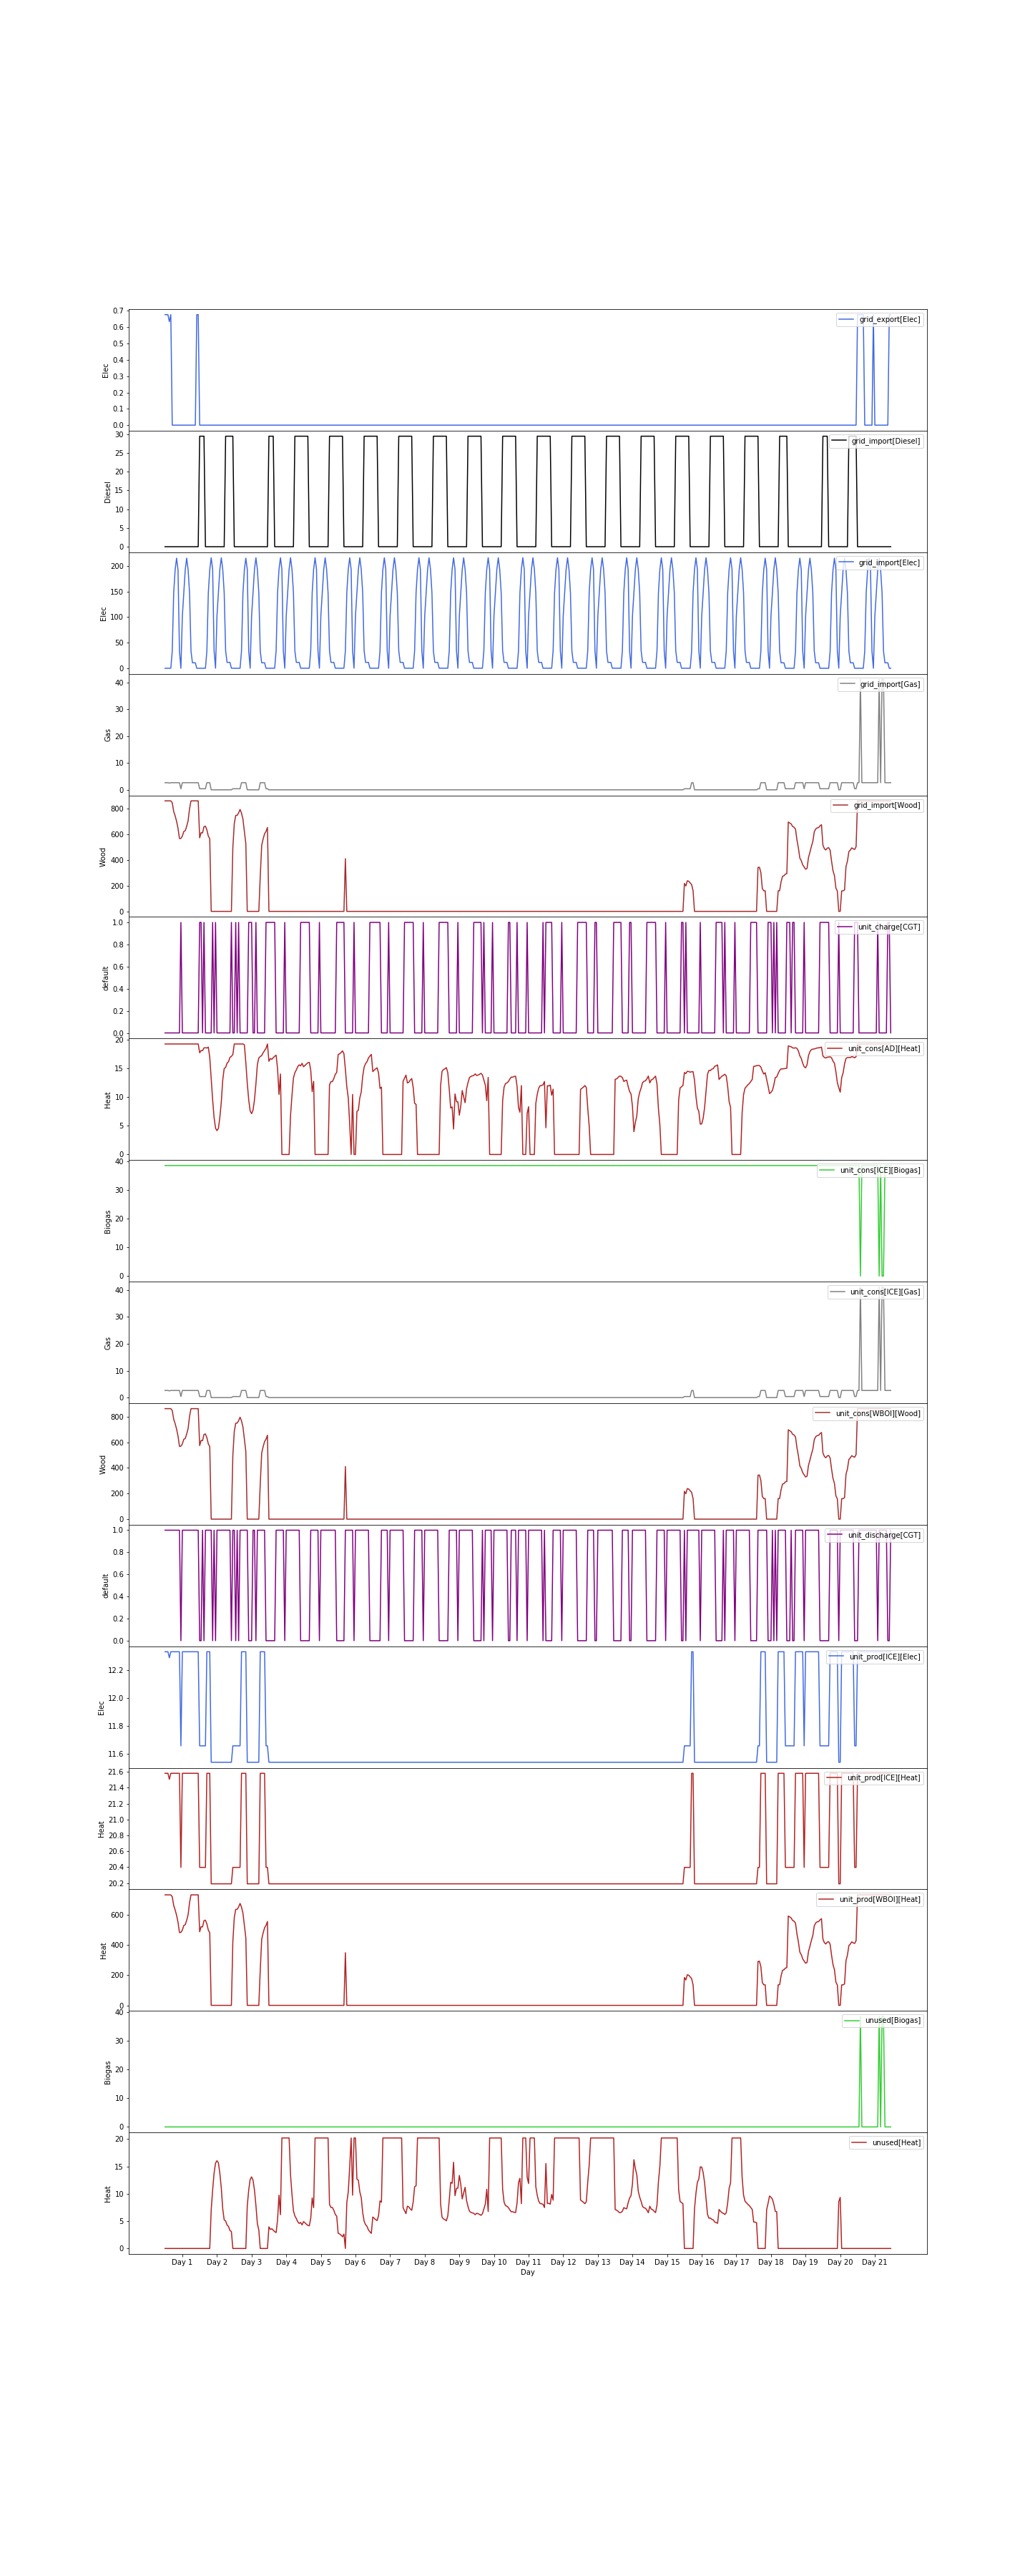 0.7
0.6
0.5
0.4
0.3
0.2
0.1
0.0
Elec
grid_export[Elec]
30
25
20
15
10
5
0
Diesel
grid_import[Diesel]
200
150
100
50
0
Elec
grid_import[Elec]
40
30
20
10
0
Gas
grid_import[Gas]
800
600
400
200
0
Wood
grid_import[Wood]
1.0
0.8
0.6
0.4
0.2
0.0
default
unit_charge[CGT]
20
15
10
5
0
Heat
unit_cons[AD][Heat]
40
30
20
10
0
Biogas
unit_cons[ICE][Biogas]
40
30
20
10
0
Gas
unit_cons[ICE][Gas]
800
600
400
200
0
Wood
unit_cons[WBOI][Wood]
1.0
0.8
0.6
0.4
0.2
0.0
default
unit_discharge[CGT]
12.2
12.0
11.8
11.6
Elec
unit_prod[ICE][Elec]
21.6
21.4
21.2
21.0
20.8
20.6
20.4
20.2
Heat
unit_prod[ICE][Heat]
600
400
200
0
Heat
unit_prod[WBOI][Heat]
40
30
20
10
0
Biogas
unused[Biogas]
20
15
10
5
0
Heat
unused[Heat]
Day 1 Day 2 Day 3 Day 4 Day 5 Day 6 Day 7 Day 8 Day 9 Day 10 Day 11 Day 12 Day 13 Day 14 Day 15 Day 16 Day 17 Day 18 Day 19 Day 20 Day 21
Day